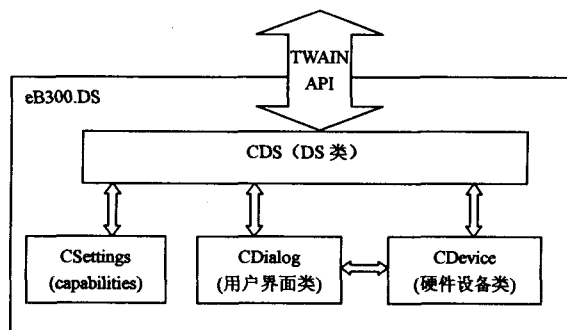 TWAIN
API
eB300.DS
CDS（DS 类）
CSettings
(capabilities)
CDialog
(用户界面类)
CDevice
(硬件设备类)